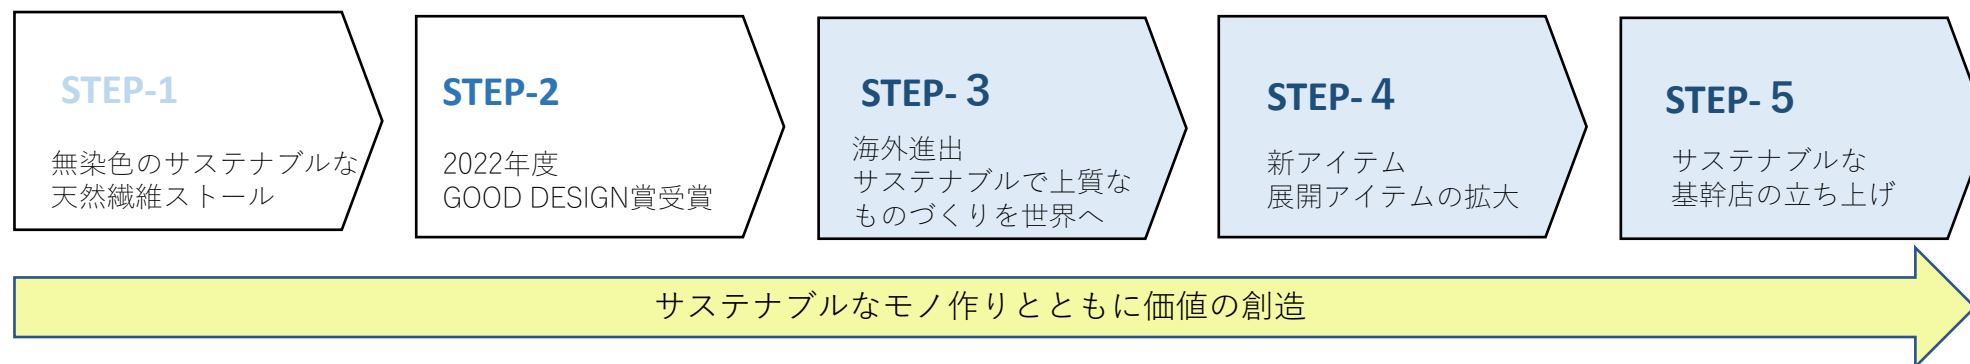 STEP-1
無染色のサステナブルな
天然繊維ストール
STEP-2
2022年度
GOOD DESIGN賞受賞
STEP-３
海外進出
サステナブルで上質な
ものづくりを世界へ
STEP-４
新アイテム
展開アイテムの拡大
STEP-５
サステナブルな
基幹店の立ち上げ
サステナブルなモノ作りとともに価値の創造